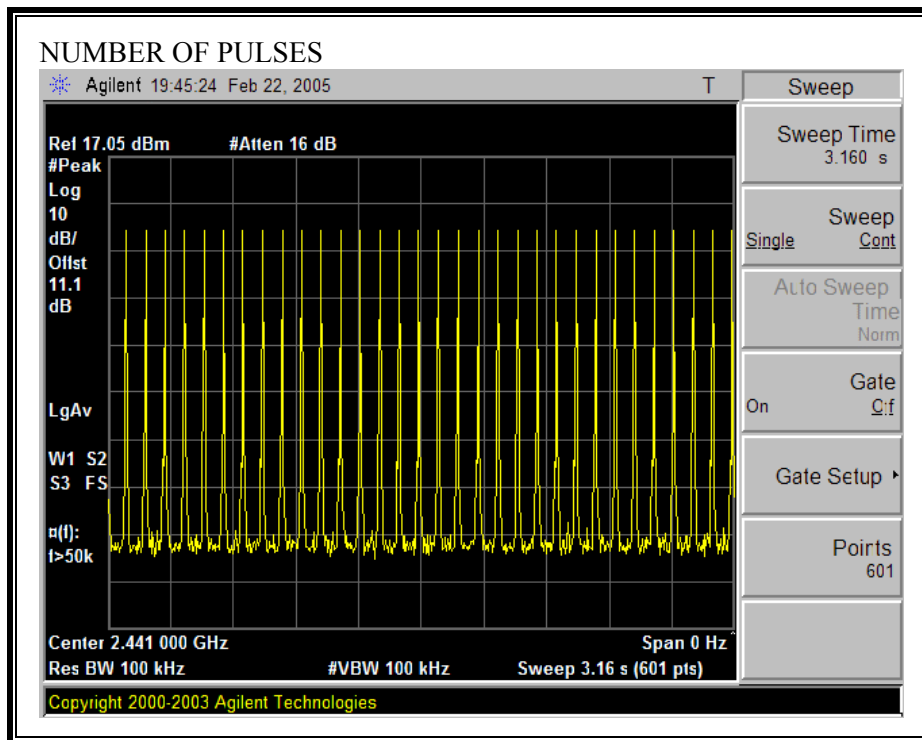 NUMBER OF PULSES
Agilent 19:45:24 Feb 22, 2005 T
Ref 17.05 dBm #Atten 16 dB
#Peak
Log
10
dB/
Offst
11.1
dB
LgAv
W1 S2
S3 FS
¤(f):
f>50k
Center 2.441 000 GHz Span 0 Hz^
Res BW 100 kHz #VBW 100 kHz Sweep 3.16 s (601 pts)
Copyright 2000-2003 Agilent Technologies
Sweep
Sweep Time
3.160 s
Sweep
Single Cont
Auto Sweep
Time
Norm
Gate
On Off
Gate Setup
Points
601